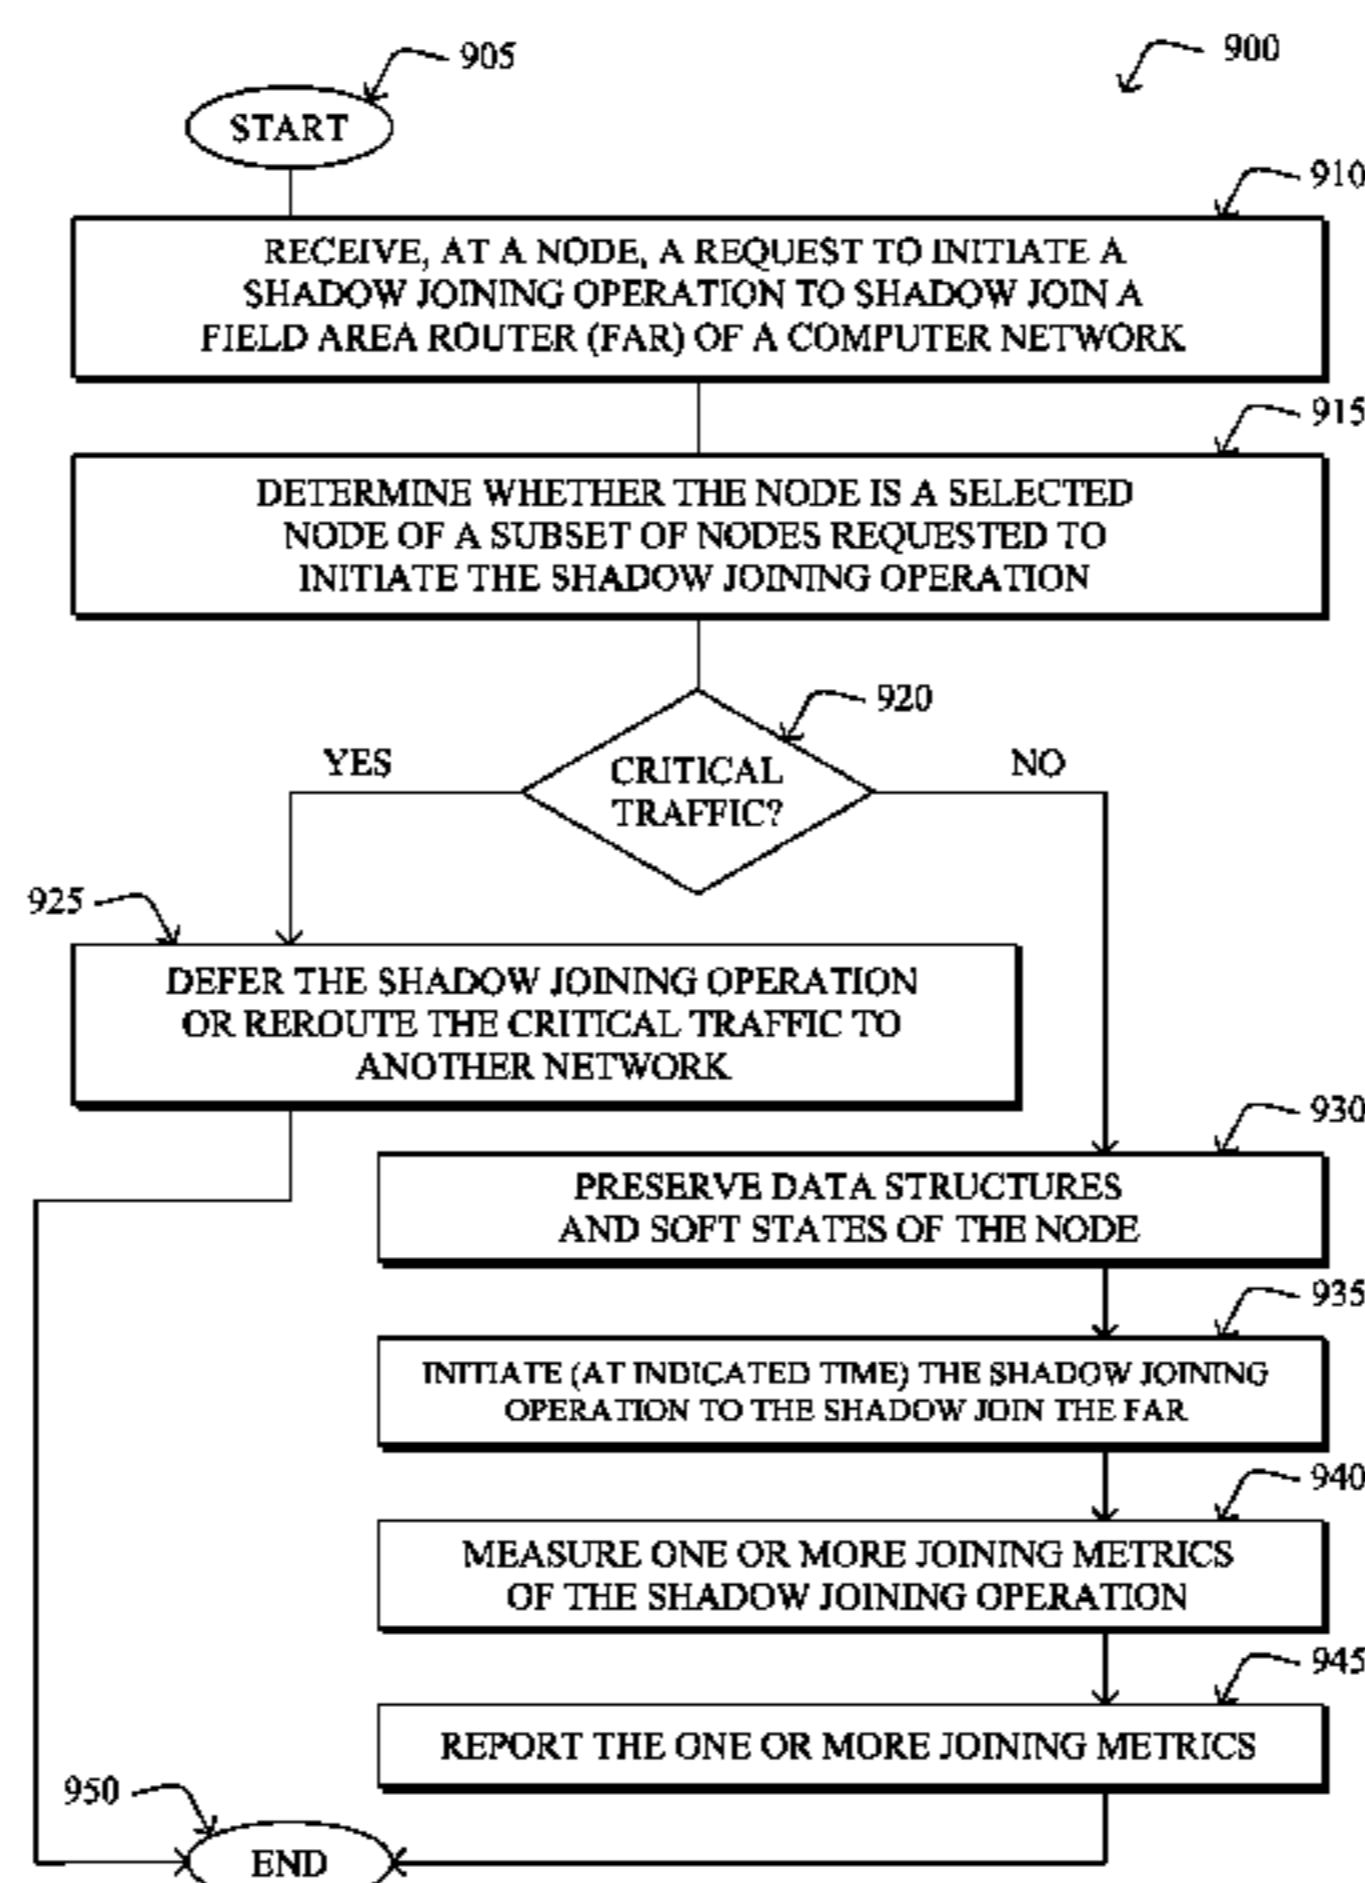 905
900
START
910
RECEIVE, AT A NODE, A REQUEST TO INITIATE A
SHADOW JOINING OPERATION TO SHADOW JOIN A
FIELD AREA ROUTER (FAR) OF A COMPUTER NETWORK
915
DETERMINE WHETHER THE NODE IS A SELECTED
NODE OF A SUBSET OF NODES REQUESTED TO
INITIATE THE SHADOW JOINING OPERATION
920
YES
CRITICAL
TRAFFIC?
NO
925
DEFER THE SHADOW JOINING OPERATION
OR REROUTE THE CRITICAL TRAFFIC TO
ANOTHER NETWORK
930
PRESERVE DATA STRUCTURES
AND SOFT STATES OF THE NODE
935
INITIATE (AT INDICATED TIME) THE SHADOW JOINING
OPERATION TO THE SHADOW JOIN THE FAR
940
MEASURE ONE OR MORE JOINING METRICS
OF THE SHADOW JOINING OPERATION
945
REPORT THE ONE OR MORE JOINING METRICS
950
END